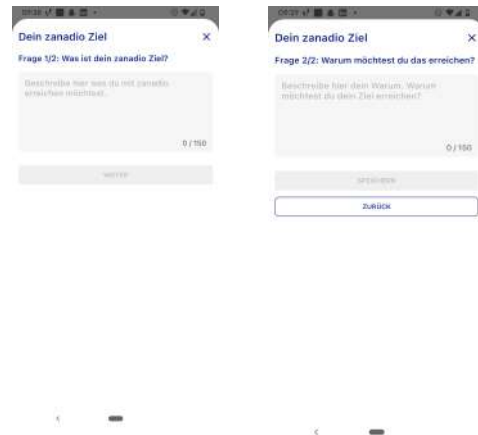 Dein zanadio Ziel
Frage 1/2: Was ist dein zanadio Ziel?
Beschreibe hier was du mit zanadio
erreichen möchtest.
0 / 150
WEITER
Dein zanadio Ziel
Frage 2/2: Warum möchtest du das erreichen?
Beschreibe hier dein Warum. Warum
möchtest du dein Ziel erreichen?
0 / 150
SPEICHERN
ZURÜCK